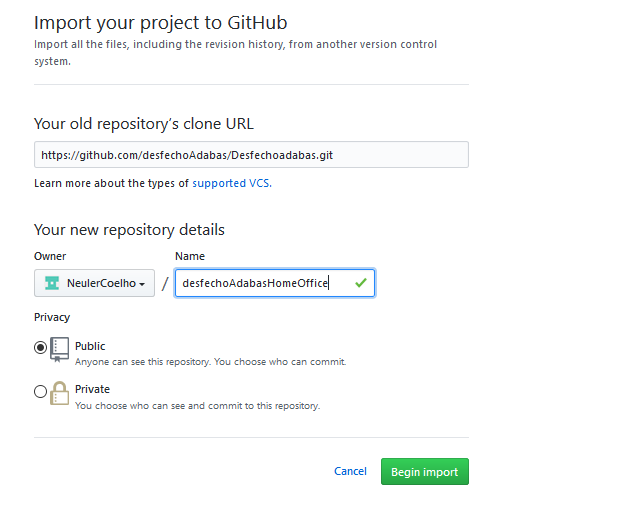 Import your project to GitHub
Import all the files, including the revision history, from another version control
system.
Your old repository's clone URL
https://github.com/desfechoAdabas/Desfechoadabas.git
Learn more about the types of supported VCS.
Your new repository details
Owner Name
NeulerCoelho / desfechoAdabasHomeOffice
Privacy
Public
Anyone can see this repository. You choose who can commit.
Private
You choose who can see and commit to this repository.
Cancel Begin import